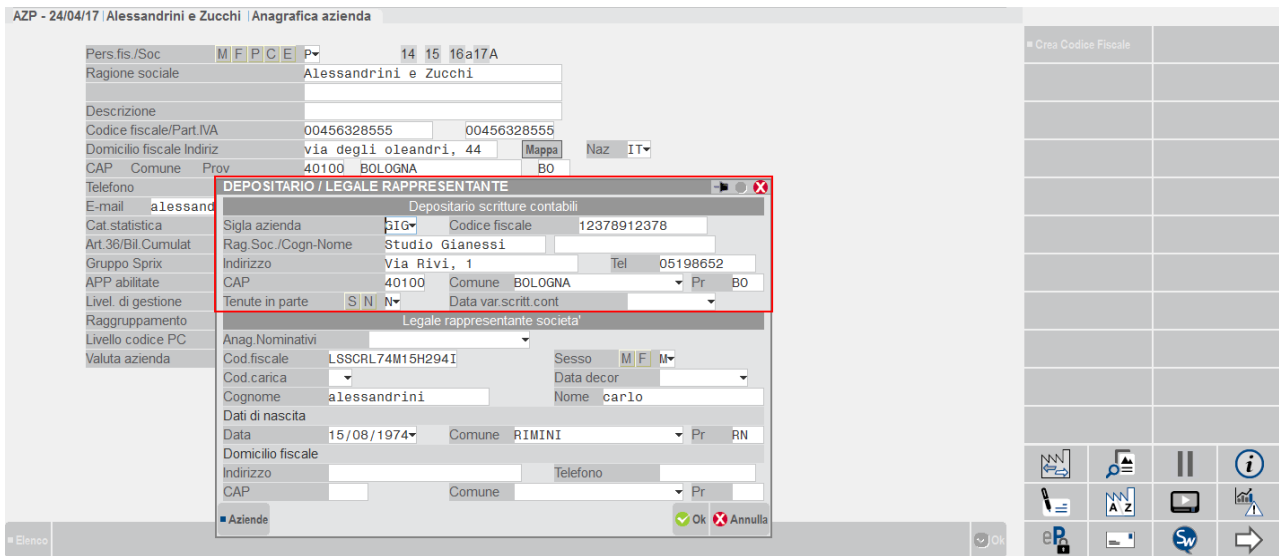 AZP - 24/04/17 | Alessandrini e Zucchi | Anagrafica azienda
Crea Codice Fiscale
Pers.fis./Soc M F P C E P 14 15 16a17A
Ragione sociale Alessandrini e Zucchi
Descrizione
Codice fiscale/Part.IVA 00456328555 00456328555
Domicilio fiscale Indiriz via degli oleandri, 44 Mappa Naz IT
CAP Comune Prov 40100 BOLOGNA BO
Telefono
E-mail alessand
Cat.statistica
Art.36/Bil.Cumulat
Gruppo Sprix
APP abilitate
Livel. di gestione
Raggruppamento
Livello codice PC
Valuta azienda
DEPOSITARIO / LEGALE RAPPRESENTANTE
Depositario scritture contabili
Sigla azienda GIG Codice fiscale 12378912378
Rag.Soc./Cogn-Nome Studio Gianessi
Indirizzo Via Rivi, 1 Tel 05198652
CAP 40100 Comune BOLOGNA Pr BO
Tenute in parte S N N Data var.scritt.cont
Legale rappresentante societa'
Anag.Nominativi
Cod.fiscale LSSCRL74M15H294I Sesso M F M
Cod.carica Data decor
Cognome alessandrini Nome carlo
Dati di nascita
Data 15/08/1974 Comune RIMINI Pr RN
Domicilio fiscale
Indirizzo Telefono
CAP Comune Pr
Aziende Ok Annulla
Elenco Ok
A Z
eP
Sw